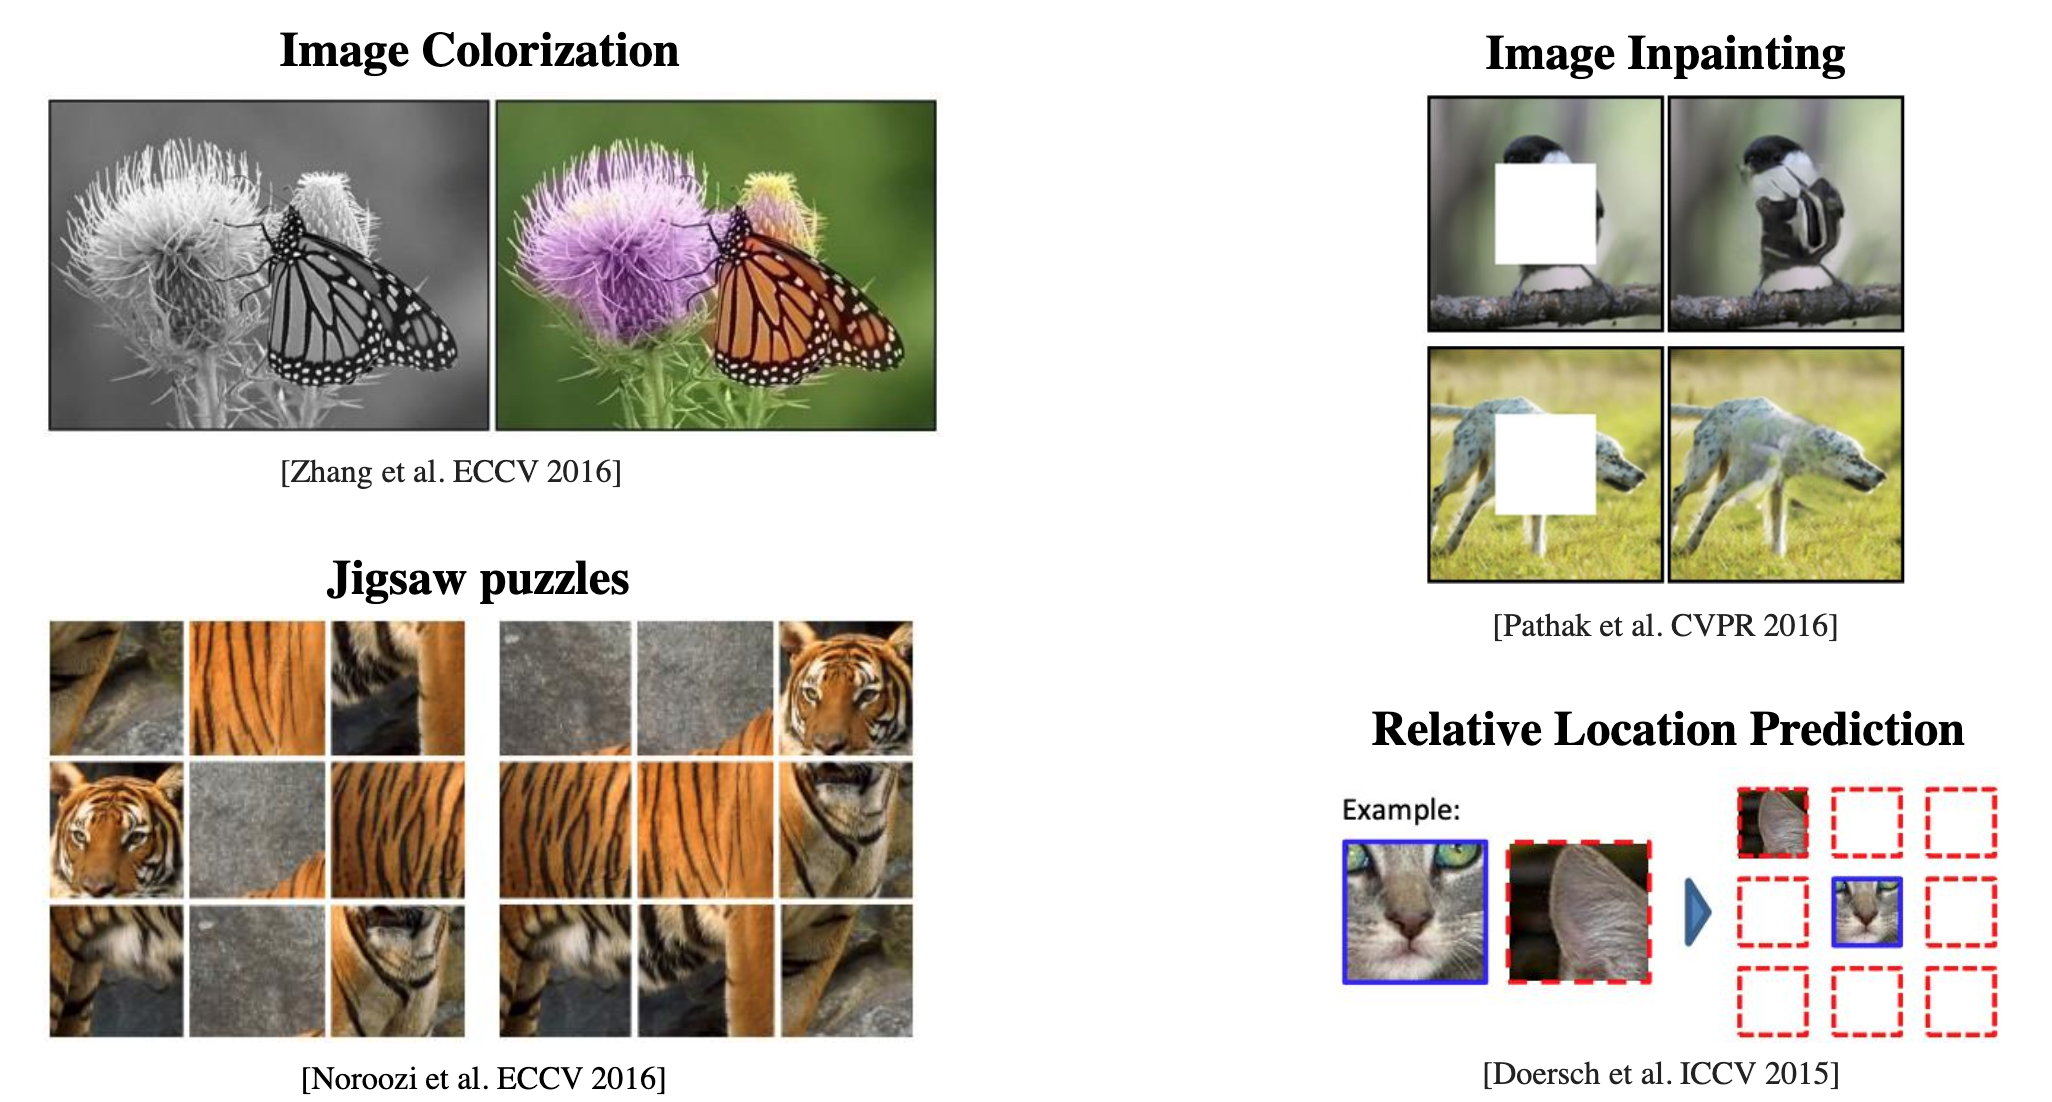 Image Colorization
[Zhang et al. ECCV 2016]
Jigsaw puzzles
[Noroozi et al. ECCV 2016]
Image Inpainting
[Pathak et al. CVPR 2016]
Relative Location Prediction
Example:
[Doersch et al. ICCV 2015]